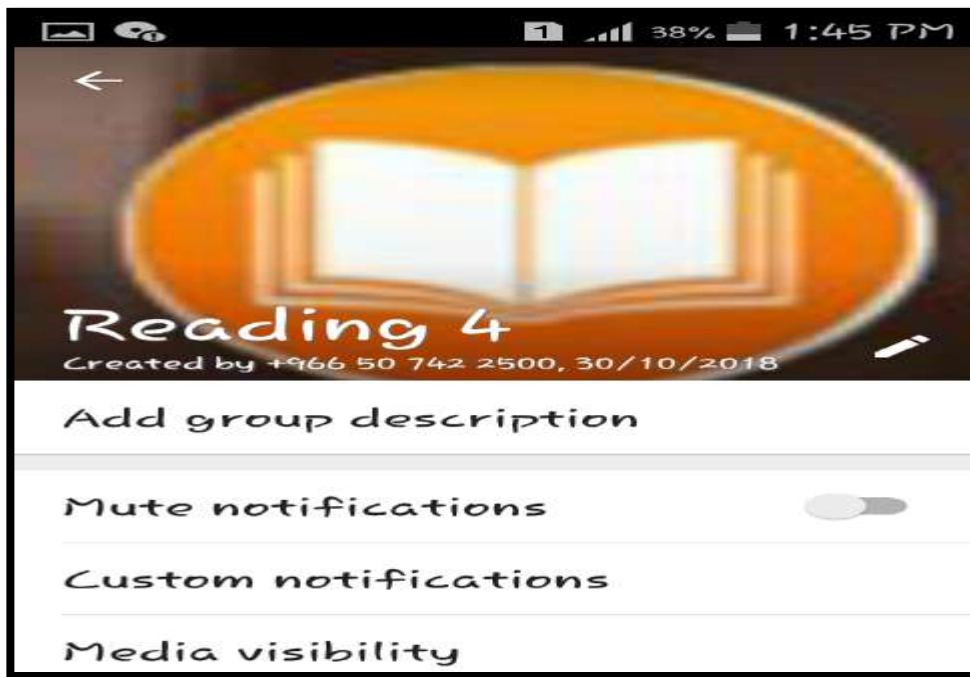 1 38% 1:45 PM
Reading 4
Created by +966 50 742 2500, 30/10/2018
Add group description
Mute notifications
Custom notifications
Media visibility